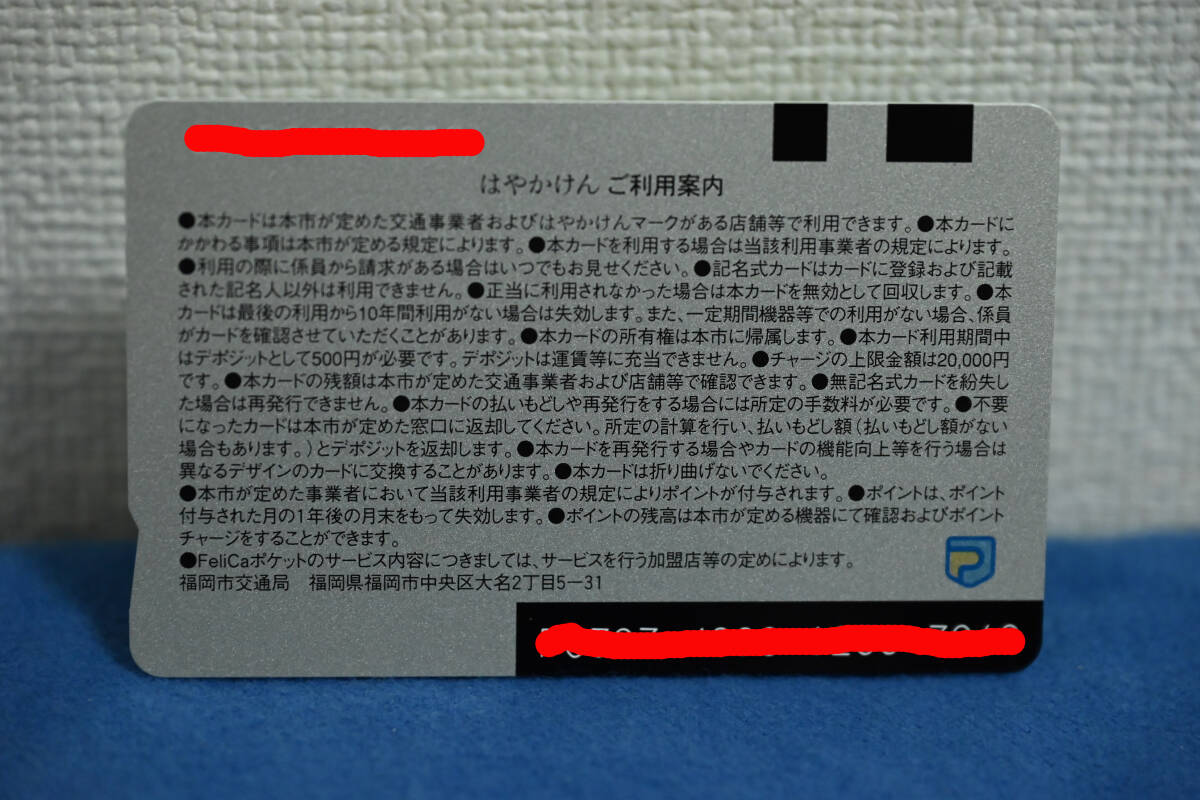 はやかけん ご利用案内
●本カードは本市が定めた交通事業者およびはやかけんマークがある店舗等で利用できます。●本カードに
かかわる事項は本市が定める規定によります。●本カードを利用する場合は当該利用事業者の規定によります。
●利用の際に係員から請求がある場合はいつでもお見せください。●記名式カードはカードに登録および記載
された記名人以外は利用できません。●正当に利用されなかった場合は本カードを無効として回収します。●本
カードは最後の利用から10年間利用がない場合は失効します。また、一定期間機器等での利用がない場合、係員
がカードを確認させていただくことがあります。●本カードの所有権は本市に帰属します。●本カード利用期間中
はデポジットとして500円が必要です。デポジットは運賃等に充当できません。●チャージの上限金額は20,000円
です。●本カードの残額は本市が定めた交通事業者および店舗等で確認できます。●無記名式カードを紛失し
た場合は再発行できません。●本カードの払いもどしや再発行をする場合には所定の手数料が必要です。●不要
になったカードは本市が定めた窓口に返却してください。所定の計算を行い、払いもどし額(払いもどし額がない
場合もあります。)とデポジットを返却します。●本カードを再発行する場合やカードの機能向上等を行う場合は
異なるデザインのカードに交換することがあります。●本カードは折り曲げないでください。
●本市が定めた事業者において当該利用事業者の規定によりポイントが付与されます。●ポイントは、ポイント
付与された月の1年後の月末をもって失効します。●ポイントの残高は本市が定める機器にて確認およびポイント
チャージをすることができます。
●FeliCaポケットのサービス内容につきましては、サービスを行う加盟店等の定めによります。
福岡市交通局 福岡県福岡市中央区大名2丁目5−31